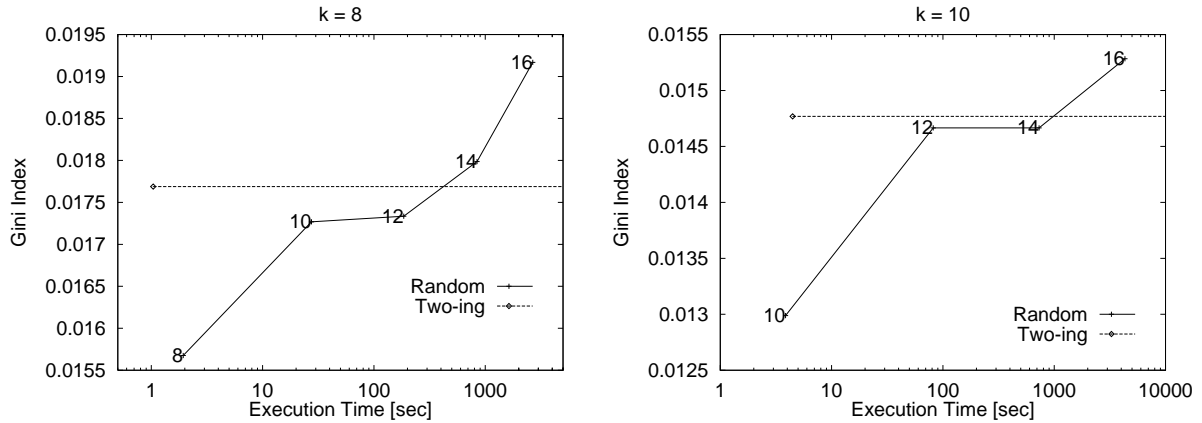 k = 8
0.0195
0.019
0.0185
0.018
0.0175
0.017
0.0165
0.016
0.0155
Gini Index
16
14
12
10
8
Random
Two-ing
1 10 100 1000
Execution Time [sec]
k = 10
0.0155
0.015
0.0145
0.014
0.0135
0.013
0.0125
Gini Index
16
12 14
10
Random
Two-ing
1 10 100 1000 10000
Execution Time [sec]